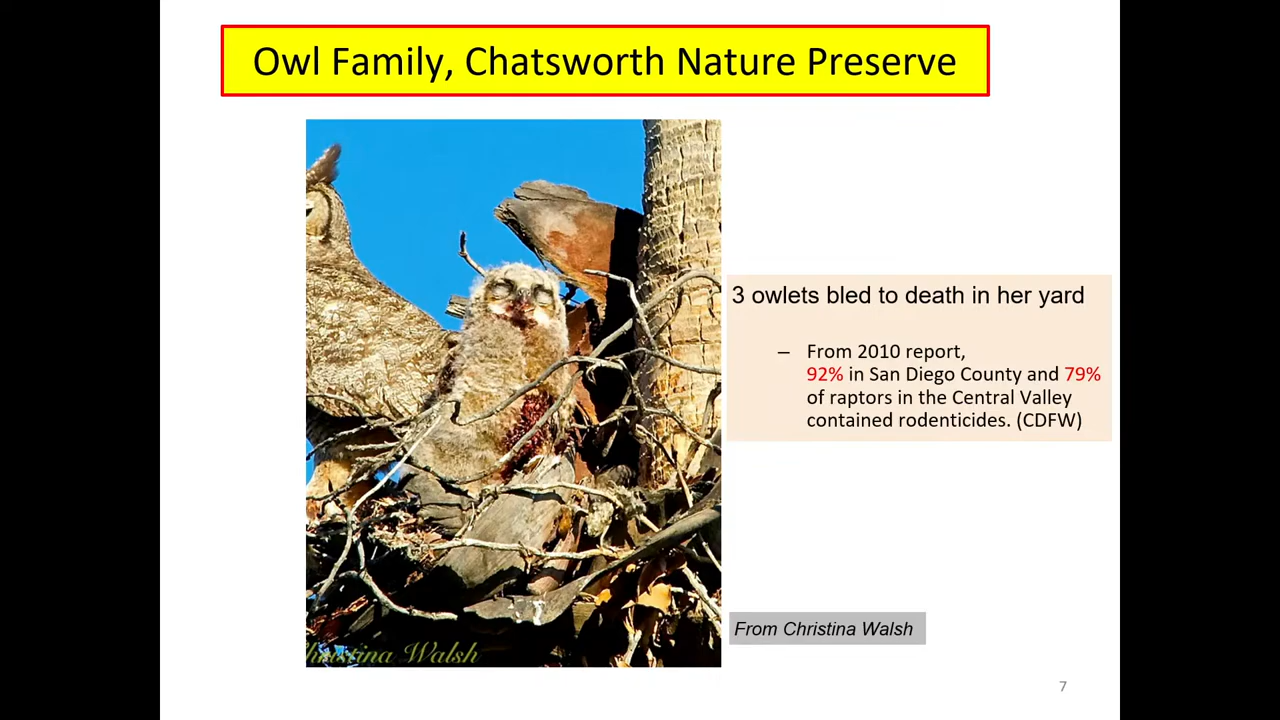 Owl Family, Chatsworth Nature Preserve
3 owlets bled to death in her yard
– From 2010 report,
92% in San Diego County and 79%
of raptors in the Central Valley
contained rodenticides. (CDFW)
From Christina Walsh
Christina Walsh
7